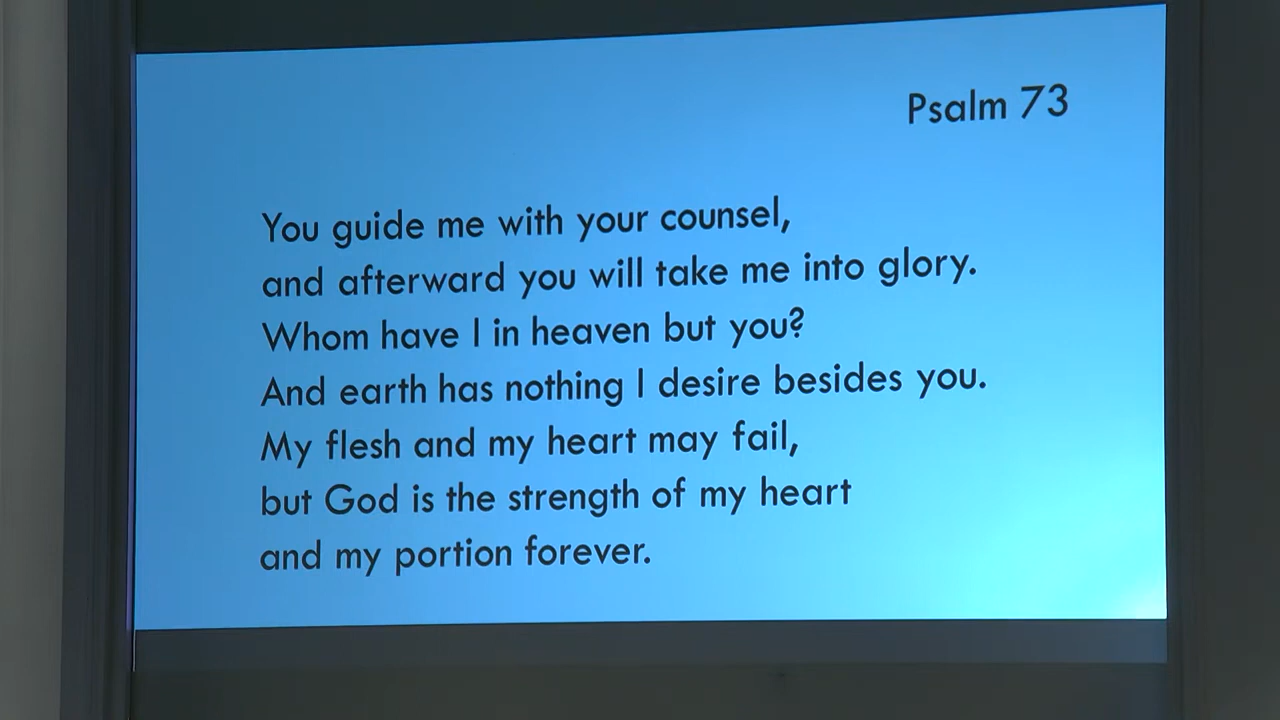 Psalm 73
You guide me with your counsel,
and afterward you will take me into glory.
Whom have I in heaven but you?
And earth has nothing I desire besides you.
My flesh and my heart may fail,
but God is the strength of my heart
and my portion forever.